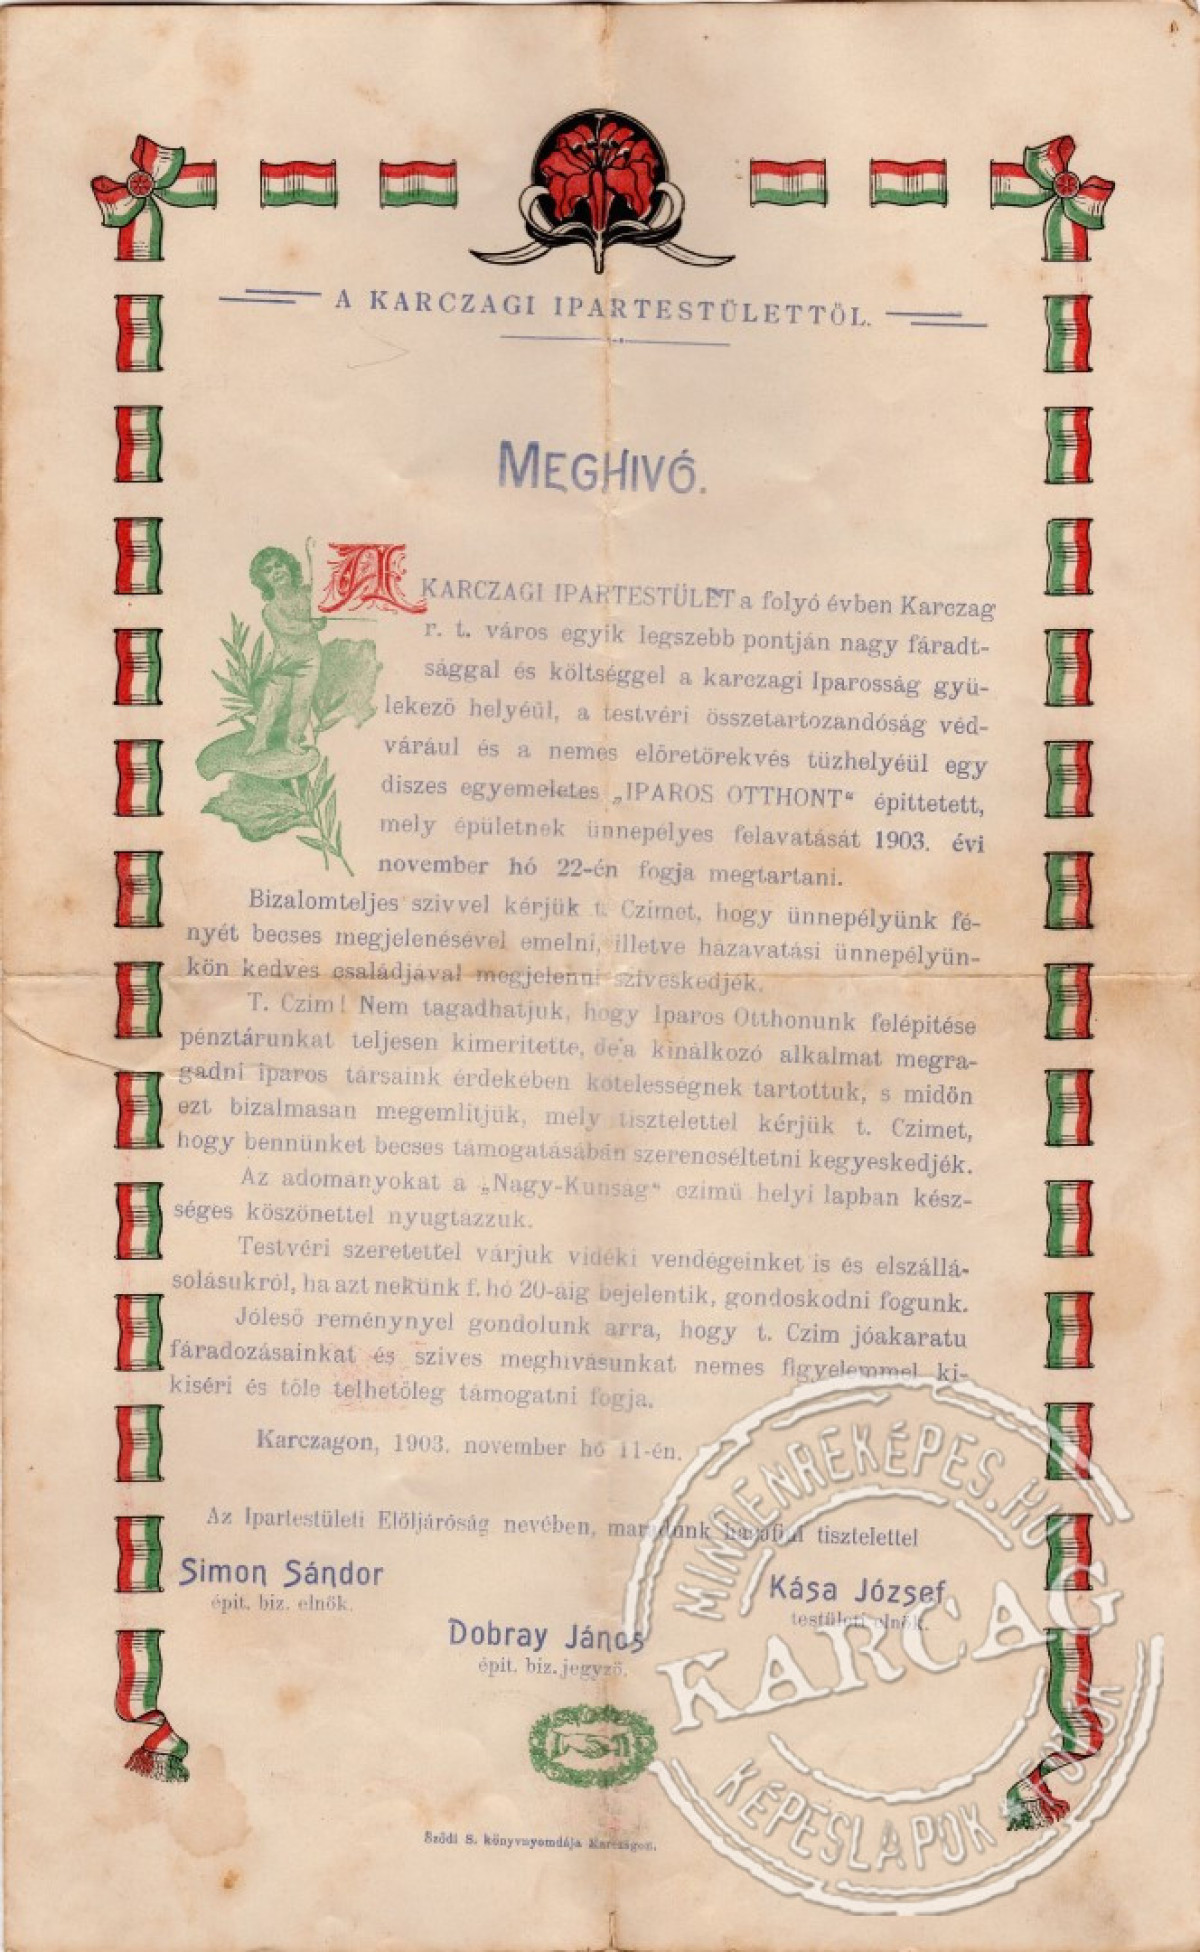 A KARCZAGI IPARTESTÜLETTÖL.
MEGHIVÓ.
A KARCZAGI IPARTESTÜLET a folyó évben Karczag
r. t. város egyik legszebb pontján nagy fáradt-
sággal és költséggel a karczagi Iparosság gyü-
lekező helyéül, a testvéri összetartozandóság véd-
várául és a nemes előretörekvés tüzhelyéül egy
diszes egyemeletes „IPAROS OTTHONT“ épittetett,
mely épületnek ünnepélyes felavatását 1903. évi
november hó 22-én fogja megtartani.
Bizalomteljes szivvel kérjük t. Czimet, hogy ünnepélyünk fé-
nyét becses megjelenésével emelni, illetve házavatási ünnepélyün-
kön kedves családjával megjelenni sziveskedjék.
T. Czim! Nem tagadhatjuk, hogy Iparos Otthonunk felépitése
pénztárunkat teljesen kimeritette, de a kinálkozó alkalmat megra-
gadni iparos társaink érdekében kötelességnek tartottuk, s midőn
ezt bizalmasan megemlitjük, mély tisztelettel kérjük t. Czimet,
hogy bennünket becses támogatásában szerencséltetni kegyeskedjék.
Az adományokat a „Nagy-Kunság“ czimü helyi lapban kész-
séges köszönettel nyugtázzuk.
Testvéri szeretettel várjuk vidéki vendégeinket is és elszállá-
solásukról, ha azt nekünk f. hó 20-áig bejelentik, gondoskodni fogunk.
Jóleső reménynyel gondolunk arra, hogy t. Czim jóakaratu
fáradozásainkat és szives meghivásunkat nemes figyelemmel ki-
kiséri és tőle telhetőleg támogatni fogja.
Karczagon, 1903. november hó 11-én.
Az Ipartestületi Elöljáróság nevében, maradunk hazafiui tisztelettel
Simon Sándor
épit. biz. elnök.
Kása József
testületi elnök.
Dobray János
épit. biz. jegyző.
Sződi S. könyvnyomdája Karczagon.
MINDENREKÉPES.HU
KARCAG
KÉPESLAPOK * FOTÓK